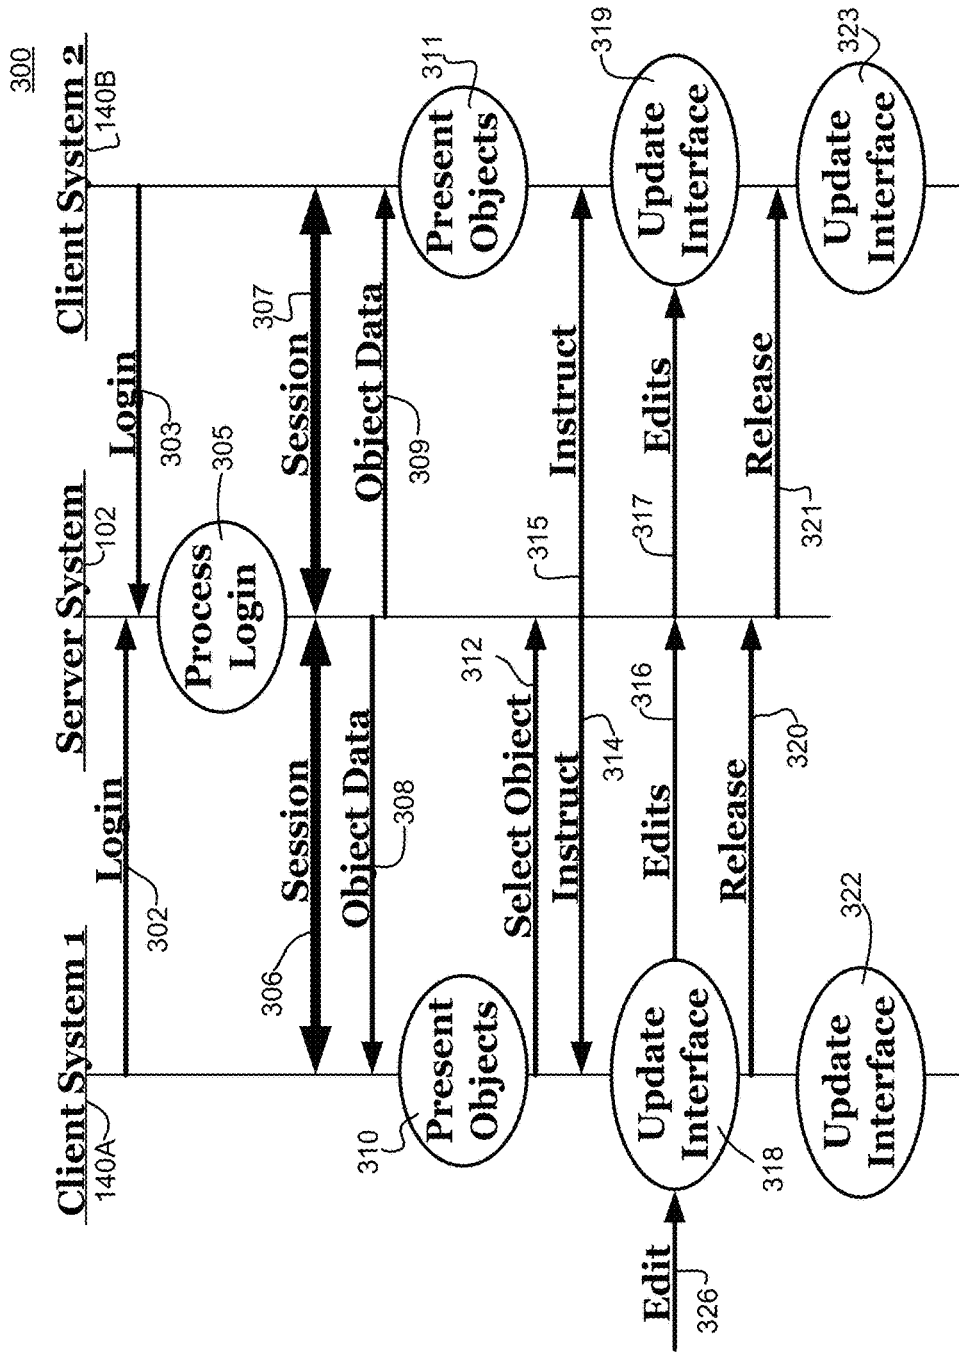 300
Client System 1
140A
Server System
102
Client System 2
140B
Login
302
Login
303
Process
Login
305
Session
306
Session
307
Object Data
308
Object Data
309
310
Present
Objects
Present
Objects
311
Select Object
312
Instruct
314
Instruct
315
Edit
326
Update
Interface
318
Edits
316
Edits
317
Update
Interface
319
Release
320
Release
321
Update
Interface
322
Update
Interface
323